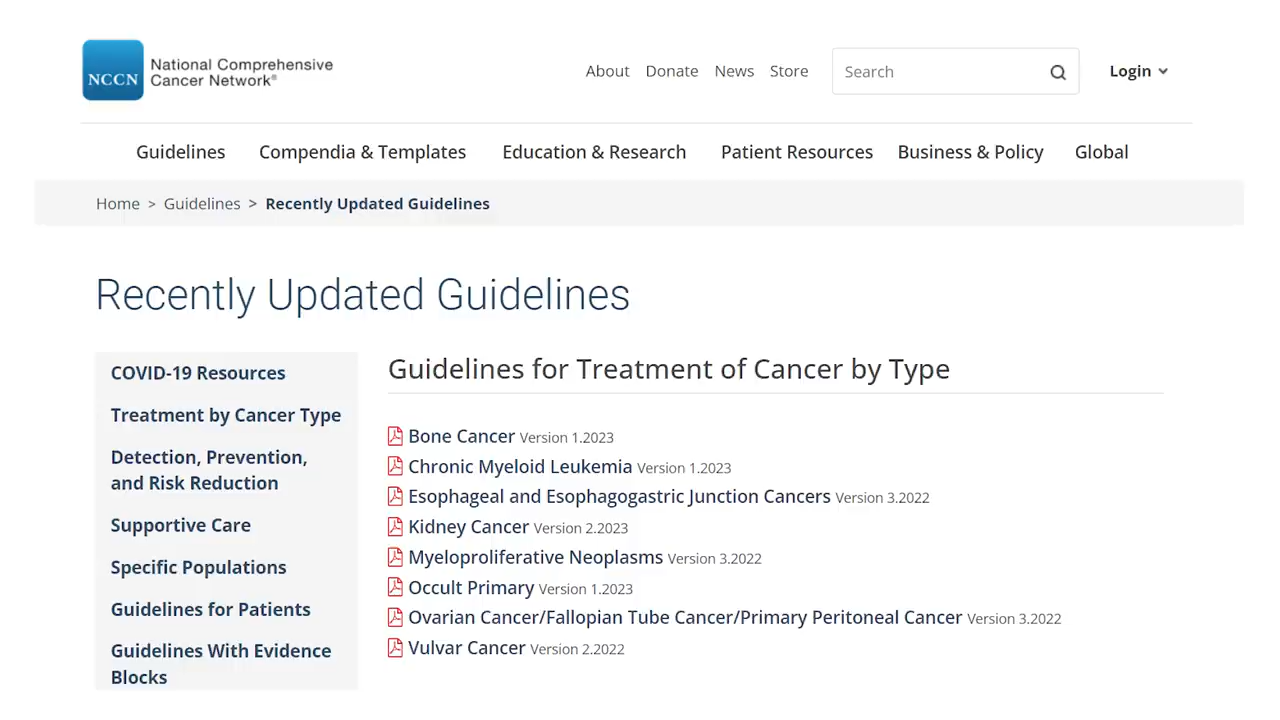 NCCN
National Comprehensive
Cancer Network®
About Donate News Store Search Login
Guidelines Compendia & Templates Education & Research Patient Resources Business & Policy Global
Home > Guidelines > Recently Updated Guidelines
Recently Updated Guidelines
COVID-19 Resources
Treatment by Cancer Type
Detection, Prevention,
and Risk Reduction
Supportive Care
Specific Populations
Guidelines for Patients
Guidelines With Evidence
Blocks
Guidelines for Treatment of Cancer by Type
Bone Cancer Version 1.2023
Chronic Myeloid Leukemia Version 1.2023
Esophageal and Esophagogastric Junction Cancers Version 3.2022
Kidney Cancer Version 2.2023
Myeloproliferative Neoplasms Version 3.2022
Occult Primary Version 1.2023
Ovarian Cancer/Fallopian Tube Cancer/Primary Peritoneal Cancer Version 3.2022
Vulvar Cancer Version 2.2022